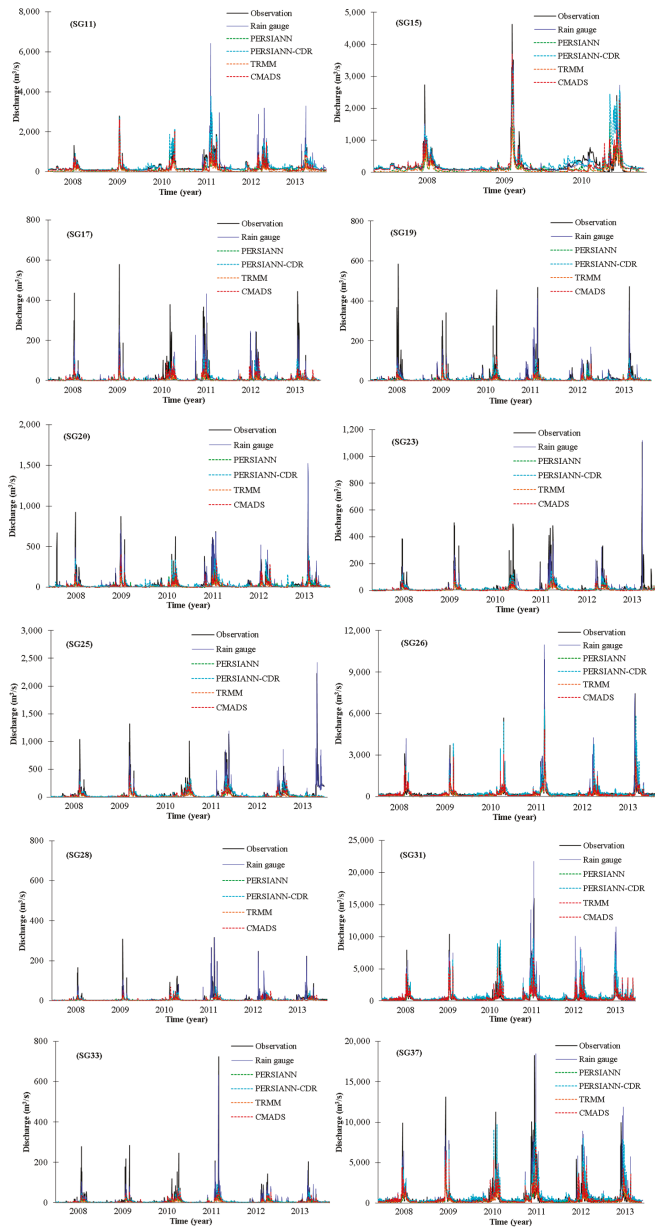 (SG11)
Observation
Rain gauge
PERSIANN
PERSIANN-CDR
TRMM
CMADS
Discharge (m³/s)
8,000
6,000
4,000
2,000
0
2008 2009 2010 2011 2012 2013
Time (year)
(SG15)
Observation
Rain gauge
PERSIANN
PERSIANN-CDR
TRMM
CMADS
Discharge (m³/s)
5,000
4,000
3,000
2,000
1,000
0
2008 2009 2010
Time (year)
(SG17)
Observation
Rain gauge
PERSIANN
PERSIANN-CDR
TRMM
CMADS
Discharge (m³/s)
800
600
400
200
0
2008 2009 2010 2011 2012 2013
Time (year)
(SG19)
Observation
Rain gauge
PERSIANN
PERSIANN-CDR
TRMM
CMADS
Discharge (m³/s)
800
600
400
200
0
2008 2009 2010 2011 2012 2013
Time (year)
(SG20)
Observation
Rain gauge
PERSIANN
PERSIANN-CDR
TRMM
CMADS
Discharge (m³/s)
2,000
1,500
1,000
500
0
2008 2009 2010 2011 2012 2013
Time (year)
(SG23)
Observation
Rain gauge
PERSIANN
PERSIANN-CDR
TRMM
CMADS
Discharge (m³/s)
1,200
1,000
800
600
400
200
0
2008 2009 2010 2011 2012 2013
Time (year)
(SG25)
Observation
Rain gauge
PERSIANN
PERSIANN-CDR
TRMM
CMADS
Discharge (m³/s)
3,000
2,500
2,000
1,500
1,000
500
0
2008 2009 2010 2011 2012 2013
Time (year)
(SG26)
Observation
Rain gauge
PERSIANN
PERSIANN-CDR
TRMM
CMADS
Discharge (m³/s)
12,000
9,000
6,000
3,000
0
2008 2009 2010 2011 2012 2013
Time (year)
(SG28)
Observation
Rain gauge
PERSIANN
PERSIANN-CDR
TRMM
CMADS
Discharge (m³/s)
800
600
400
200
0
2008 2009 2010 2011 2012 2013
Time (year)
(SG31)
Observation
Rain gauge
PERSIANN
PERSIANN-CDR
TRMM
CMADS
Discharge (m³/s)
25,000
20,000
15,000
10,000
5,000
0
2008 2009 2010 2011 2012 2013
Time (year)
(SG33)
Observation
Rain gauge
PERSIANN
PERSIANN-CDR
TRMM
CMADS
Discharge (m³/s)
800
600
400
200
0
2008 2009 2010 2011 2012 2013
Time (year)
(SG37)
Observation
Rain gauge
PERSIANN
PERSIANN-CDR
TRMM
CMADS
Discharge (m³/s)
20,000
15,000
10,000
5,000
0
2008 2009 2010 2011 2012 2013
Time (year)